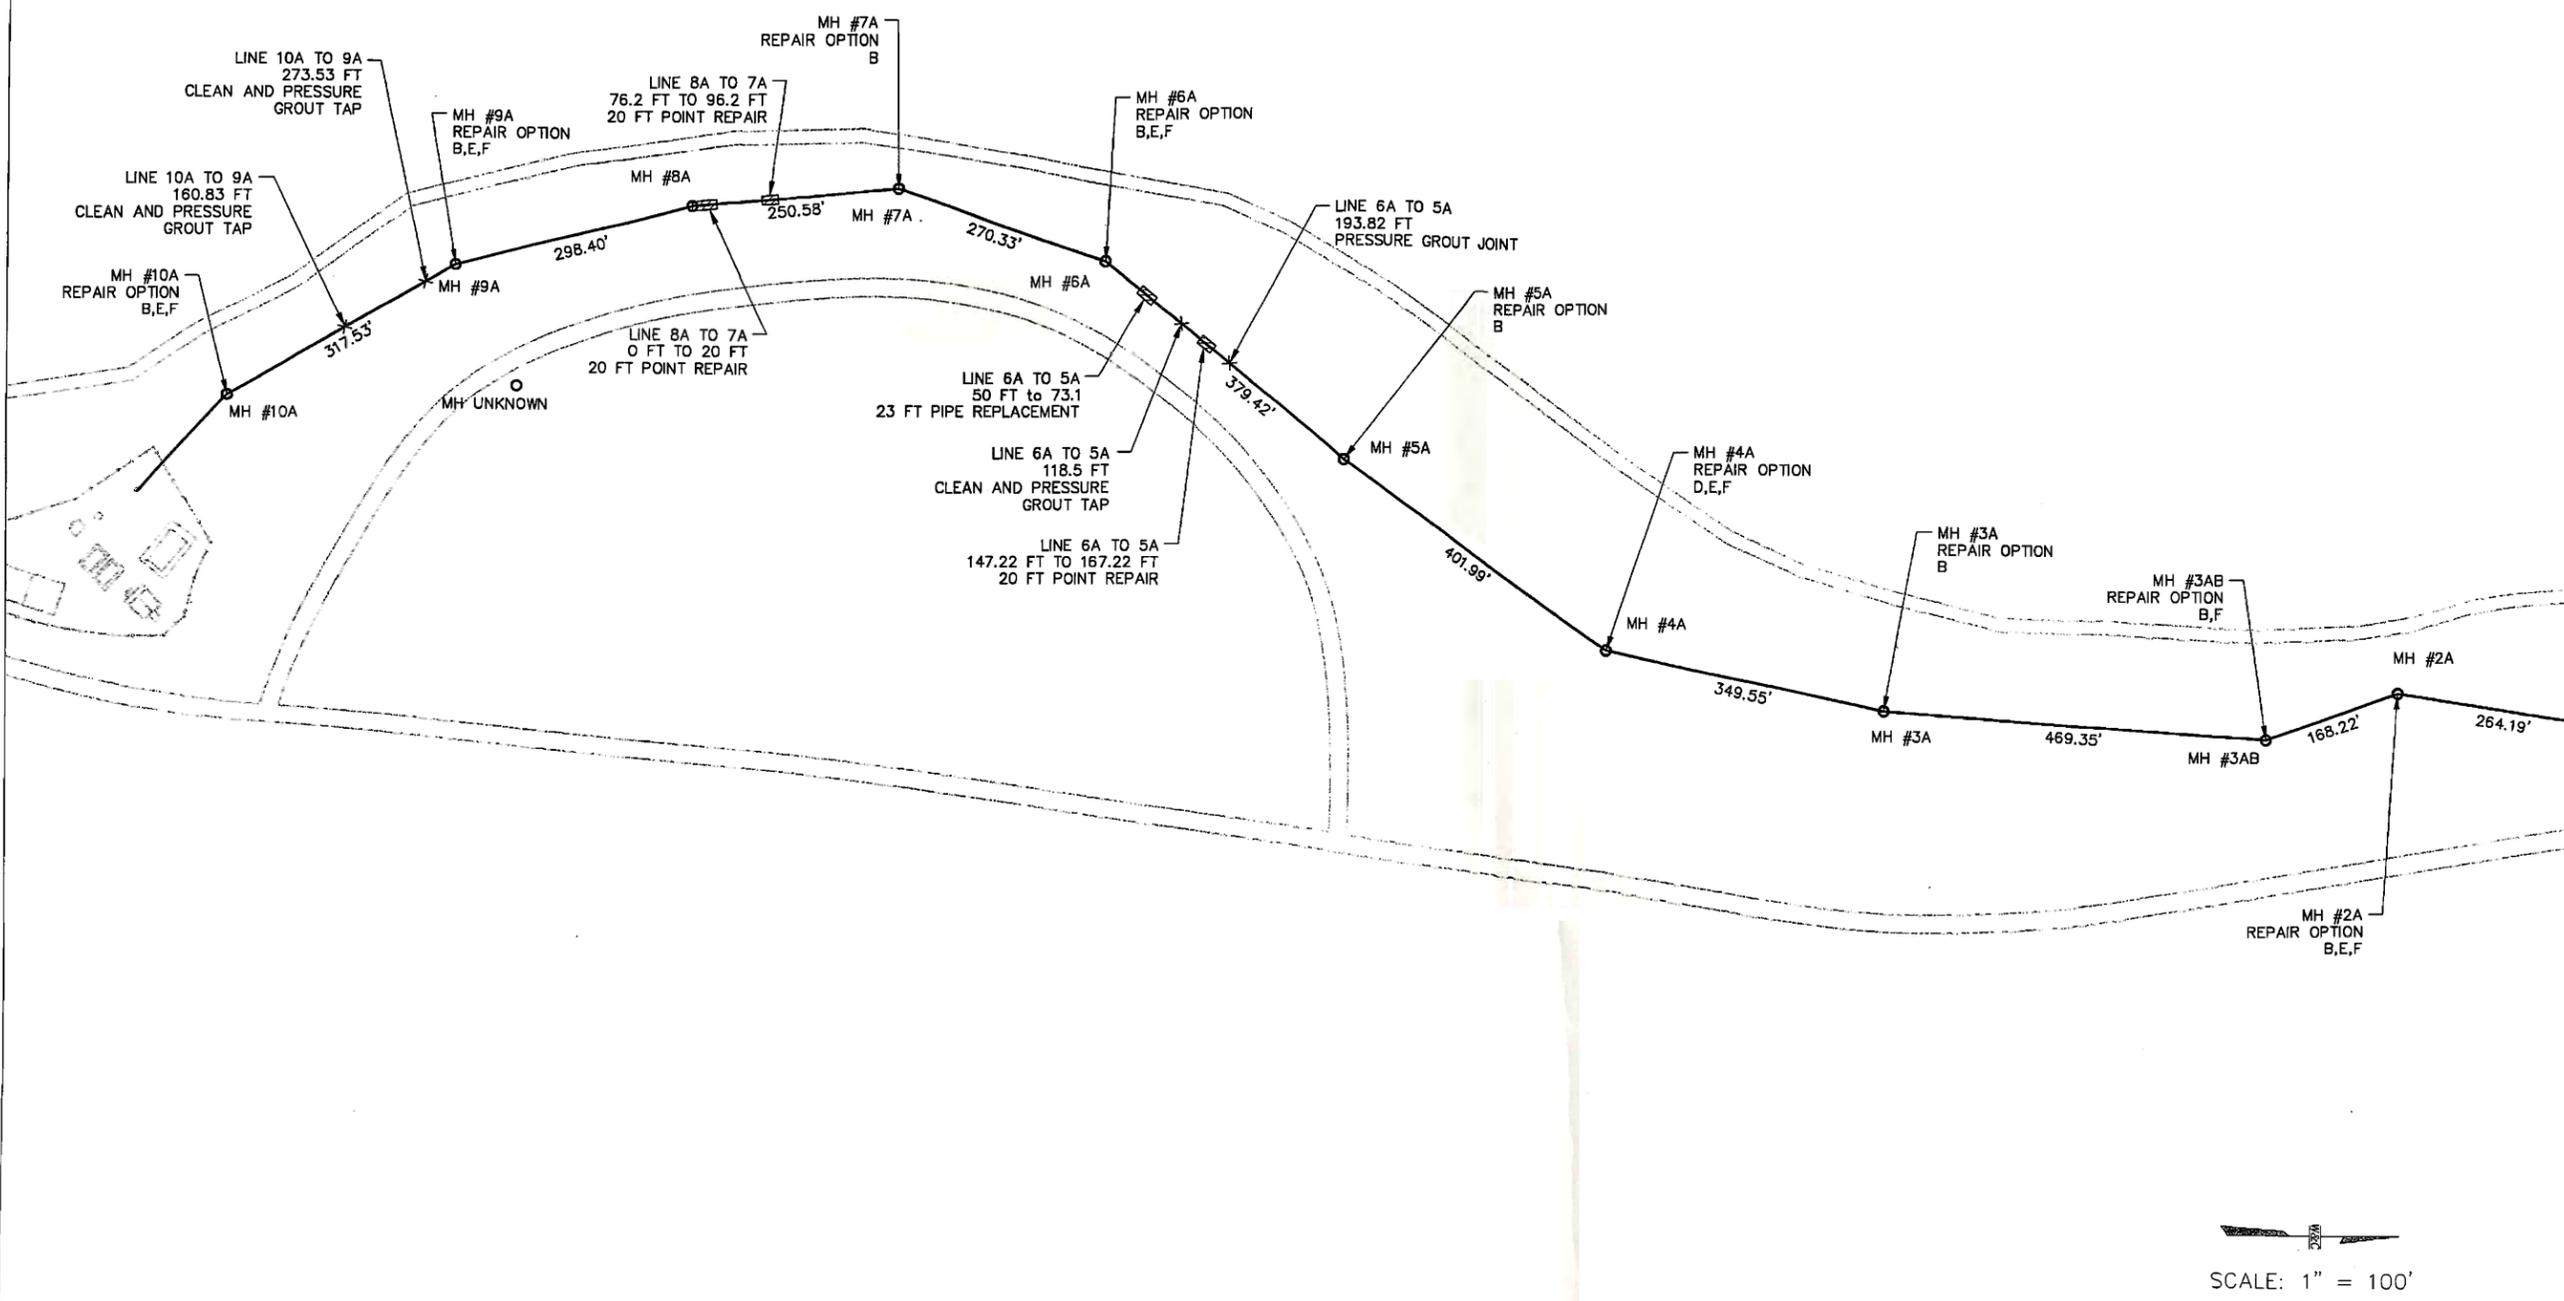 MH #7A
REPAIR OPTION
B
LINE 10A TO 9A
273.53 FT
CLEAN AND PRESSURE
GROUT TAP
LINE 8A TO 7A
76.2 FT TO 96.2 FT
20 FT POINT REPAIR
MH #9A
REPAIR OPTION
B,E,F
MH #6A
REPAIR OPTION
B,E,F
LINE 10A TO 9A
160.83 FT
CLEAN AND PRESSURE
GROUT TAP
MH #8A
250.58'
MH #7A
298.40'
270.33'
LINE 6A TO 5A
193.82 FT
PRESSURE GROUT JOINT
MH #10A
REPAIR OPTION
B,E,F
MH #9A
MH #6A
317.53'
MH #5A
REPAIR OPTION
B
LINE 8A TO 7A
0 FT TO 20 FT
20 FT POINT REPAIR
MH #10A
MH UNKNOWN
LINE 6A TO 5A
50 FT to 73.1
23 FT PIPE REPLACEMENT
379.42'
MH #5A
LINE 6A TO 5A
118.5 FT
CLEAN AND PRESSURE
GROUT TAP
MH #4A
REPAIR OPTION
D,E,F
LINE 6A TO 5A
147.22 FT TO 167.22 FT
20 FT POINT REPAIR
401.99'
MH #3A
REPAIR OPTION
B
MH #3AB
REPAIR OPTION
B,F
MH #4A
MH #2A
349.55'
MH #3A
469.35'
MH #3AB
168.22'
264.19'
MH #2A
REPAIR OPTION
B,E,F
SCALE: 1" = 100'